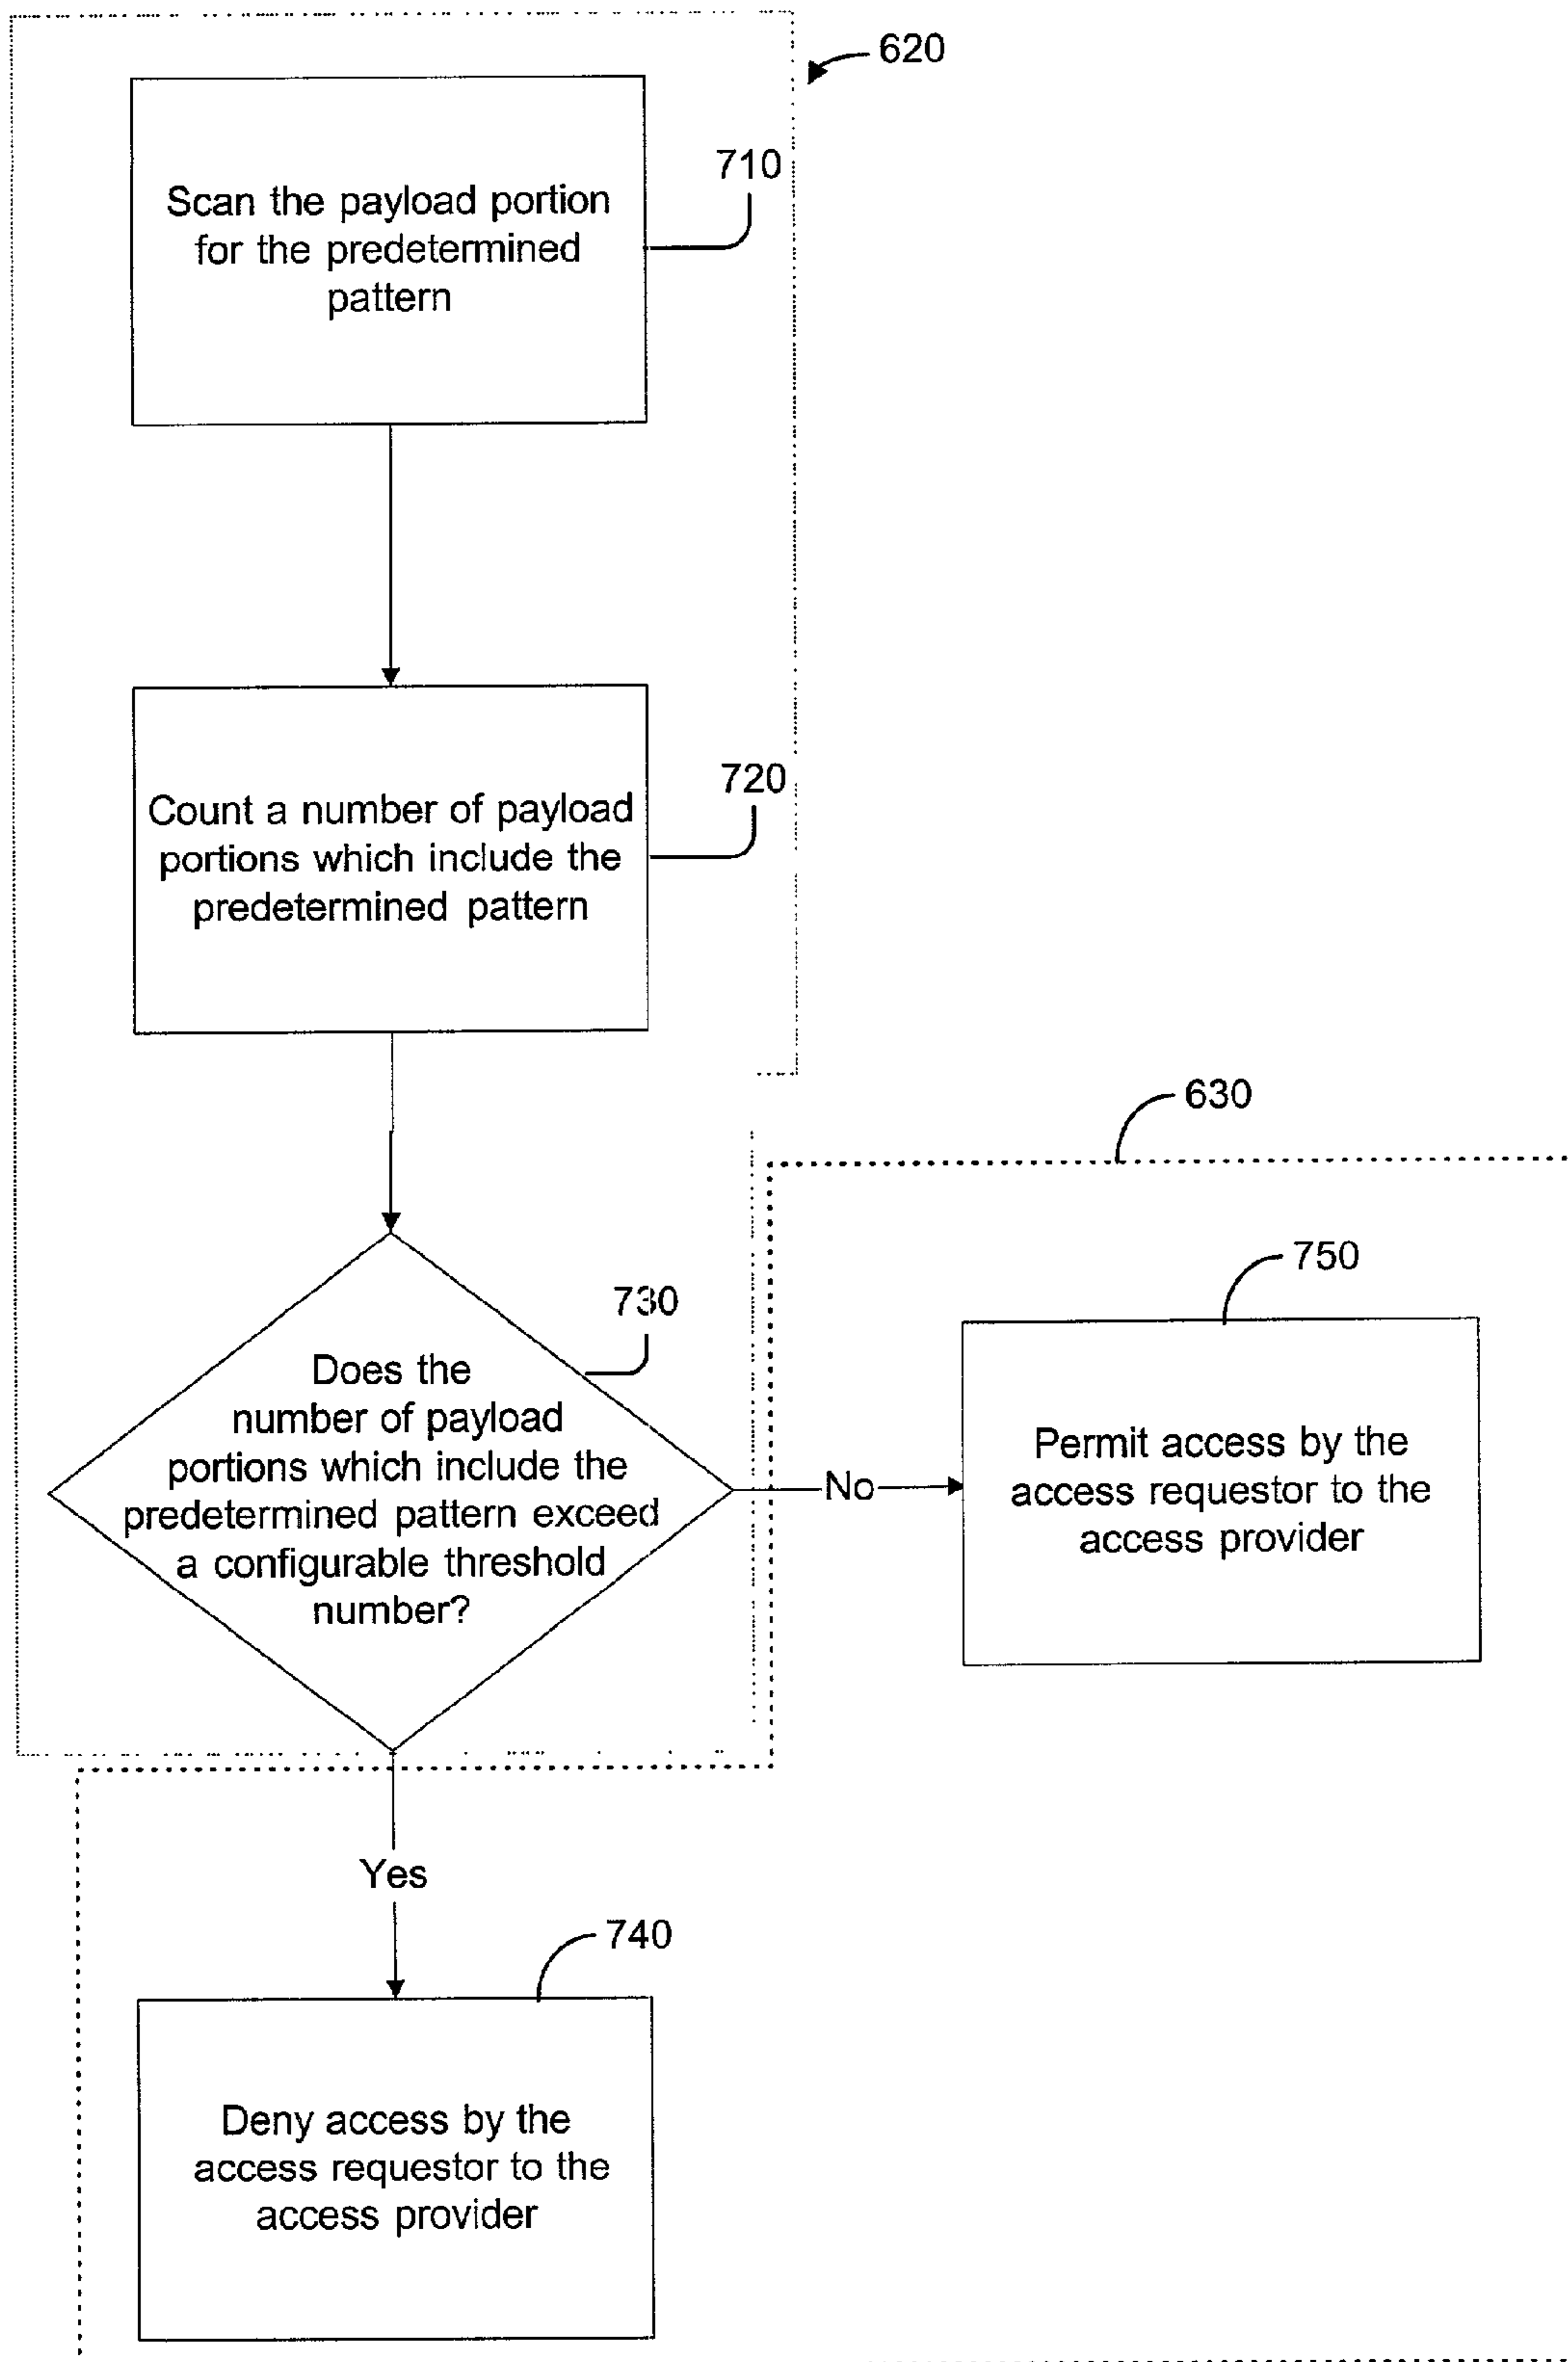 620
710
Scan the payload portion
for the predetermined
pattern
720
Count a number of payload
portions which include the
predetermined pattern
630
750
730
Does the
number of payload
portions which include the
predetermined pattern exceed
a configurable threshold
number?
No
Permit access by the
access requestor to the
access provider
Yes
740
Deny access by the
access requestor to the
access provider